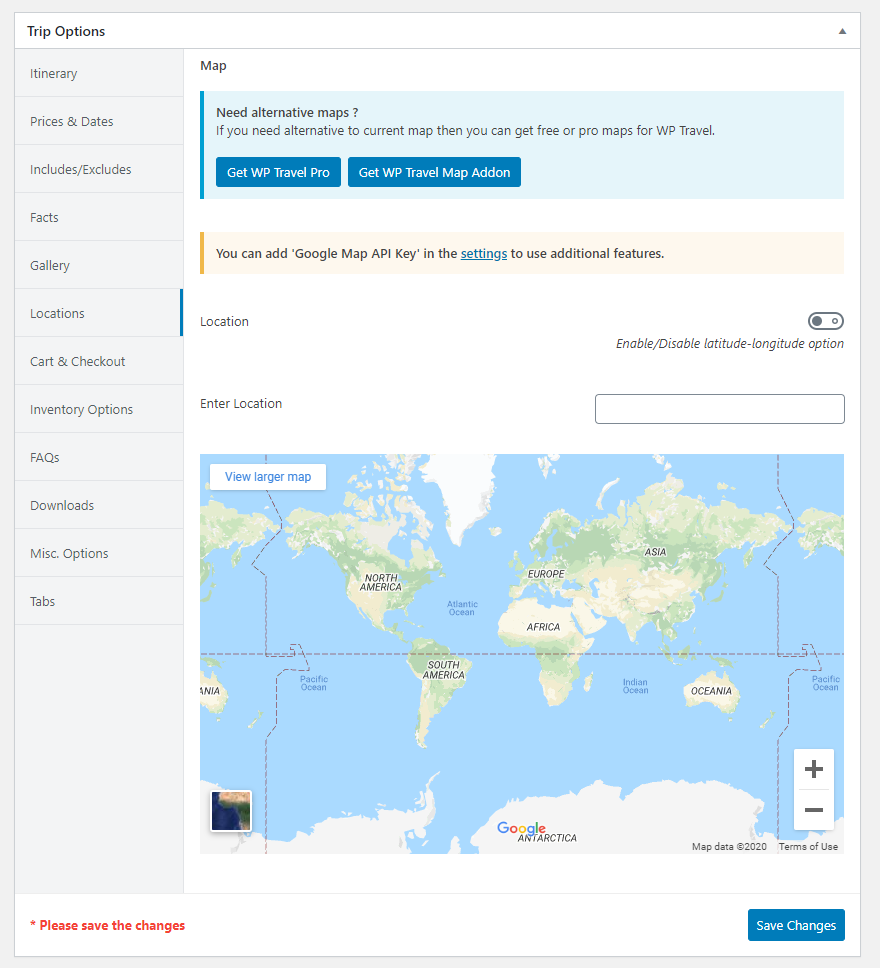 Trip Options
Itinerary
Prices & Dates
Includes/Excludes
Facts
Gallery
Locations
Cart & Checkout
Inventory Options
FAQs
Downloads
Misc. Options
Tabs
Map
Need alternative maps ?
If you need alternative to current map then you can get free or pro maps for WP Travel.
Get WP Travel Pro
Get WP Travel Map Addon
You can add 'Google Map API Key' in the settings to use additional features.
Location
Enable/Disable latitude-longitude option
Enter Location
View larger map
ASIA
EUROPE
NORTH
AMERICA
Atlantic
Ocean
AFRICA
SOUTH
AMERICA
Pacific
Ocean
Indian
Ocean
Pacific
Ocean
ANIA
OCEANIA
Google
ANTARCTICA
Map data ©2020
Terms of Use
* Please save the changes
Save Changes